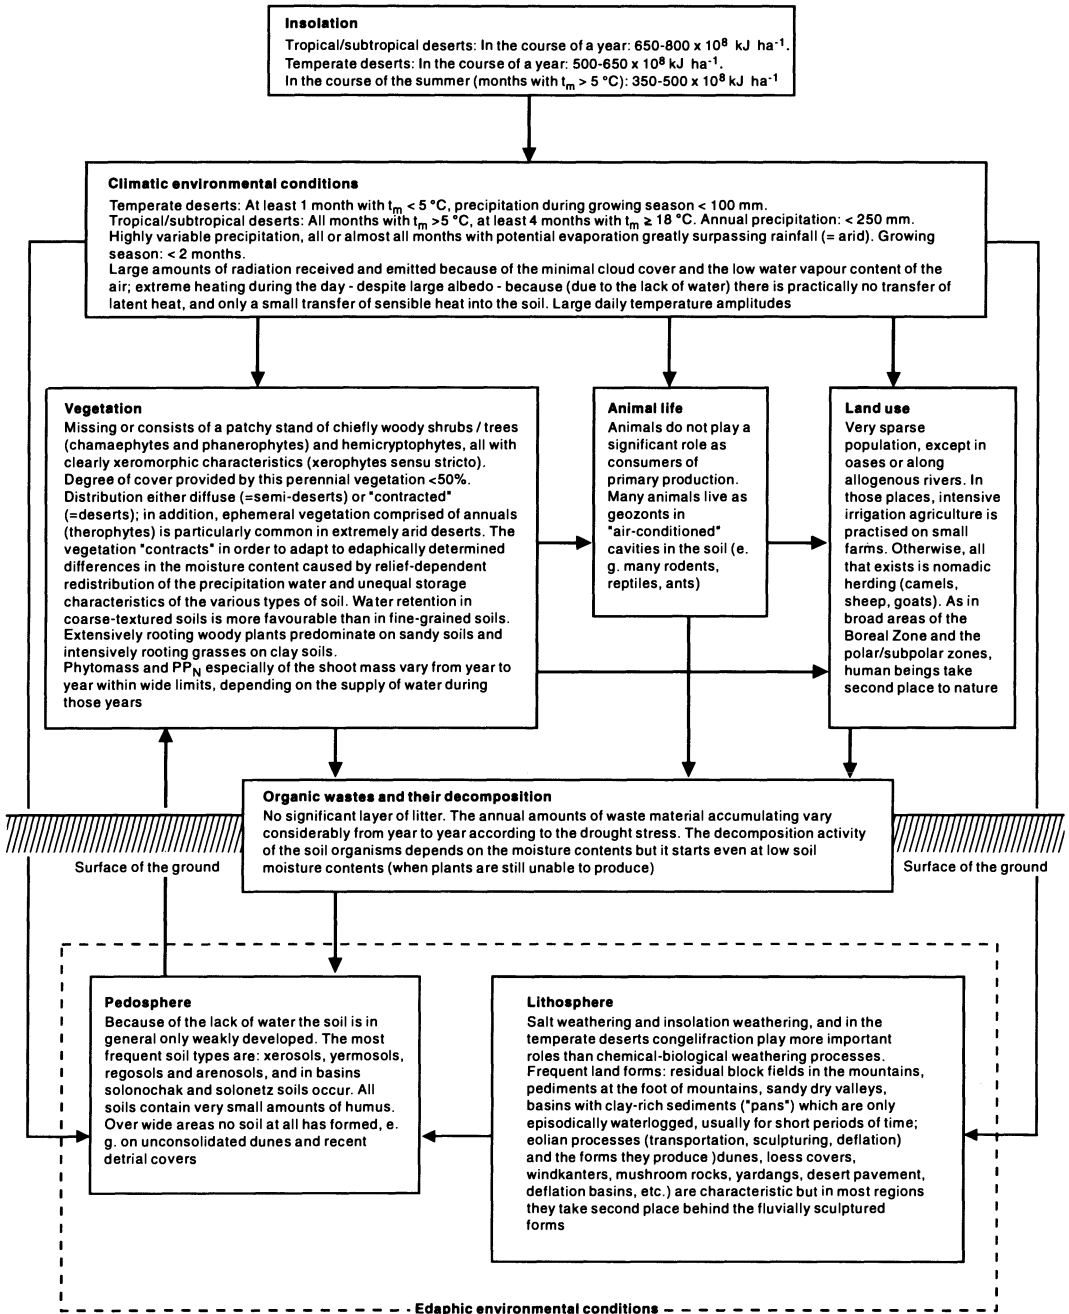 Insolation
Tropical/subtropical deserts: In the course of a year: 650-800 x 10⁸ kJ ha⁻¹.
Temperate deserts: In the course of a year: 500-650 x 10⁸ kJ ha⁻¹.
In the course of the summer (months with tₘ > 5 °C): 350-500 x 10⁸ kJ ha⁻¹
Climatic environmental conditions
Temperate deserts: At least 1 month with tₘ < 5 °C, precipitation during growing season < 100 mm.
Tropical/subtropical deserts: All months with tₘ >5 °C, at least 4 months with tₘ ≥ 18 °C. Annual precipitation: < 250 mm.
Highly variable precipitation, all or almost all months with potential evaporation greatly surpassing rainfall (= arid). Growing
season: < 2 months.
Large amounts of radiation received and emitted because of the minimal cloud cover and the low water vapour content of the
air; extreme heating during the day - despite large albedo - because (due to the lack of water) there is practically no transfer of
latent heat, and only a small transfer of sensible heat into the soil. Large daily temperature amplitudes
Vegetation
Missing or consists of a patchy stand of chiefly woody shrubs / trees
(chamaephytes and phanerophytes) and hemicryptophytes, all with
clearly xeromorphic characteristics (xerophytes sensu stricto).
Degree of cover provided by this perennial vegetation <50%.
Distribution either diffuse (=semi-deserts) or "contracted"
(=deserts); in addition, ephemeral vegetation comprised of annuals
(therophytes) is particularly common in extremely arid deserts. The
vegetation "contracts" in order to adapt to edaphically determined
differences in the moisture content caused by relief-dependent
redistribution of the precipitation water and unequal storage
characteristics of the various types of soil. Water retention in
coarse-textured soils is more favourable than in fine-grained soils.
Extensively rooting woody plants predominate on sandy soils and
intensively rooting grasses on clay soils.
Phytomass and PP_N especially of the shoot mass vary from year to
year within wide limits, depending on the supply of water during
those years
Animal life
Animals do not play a
significant role as
consumers of
primary production.
Many animals live as
geozonts in
"air-conditioned"
cavities in the soil (e.
g. many rodents,
reptiles, ants)
Land use
Very sparse
population, except in
oases or along
allogenous rivers. In
those places, intensive
irrigation agriculture is
practised on small
farms. Otherwise, all
that exists is nomadic
herding (camels,
sheep, goats). As in
broad areas of the
Boreal Zone and the
polar/subpolar zones,
human beings take
second place to nature
Organic wastes and their decomposition
No significant layer of litter. The annual amounts of waste material accumulating vary
considerably from year to year according to the drought stress. The decomposition activity
of the soil organisms depends on the moisture contents but it starts even at low soil
moisture contents (when plants are still unable to produce)
Surface of the ground
Surface of the ground
Pedosphere
Because of the lack of water the soil is in
general only weakly developed. The most
frequent soil types are: xerosols, yermosols,
regosols and arenosols, and in basins
solonochak and solonetz soils occur. All
soils contain very small amounts of humus.
Over wide areas no soil at all has formed, e.
g. on unconsolidated dunes and recent
detrial covers
Lithosphere
Salt weathering and insolation weathering, and in the
temperate deserts congelifraction play more important
roles than chemical-biological weathering processes.
Frequent land forms: residual block fields in the mountains,
pediments at the foot of mountains, sandy dry valleys,
basins with clay-rich sediments ("pans") which are only
episodically waterlogged, usually for short periods of time;
eolian processes (transportation, sculpturing, deflation)
and the forms they produce )dunes, loess covers,
windkanters, mushroom rocks, yardangs, desert pavement,
deflation basins, etc.) are characteristic but in most regions
they take second place behind the fluvially sculptured
forms
Edaphic environmental conditions